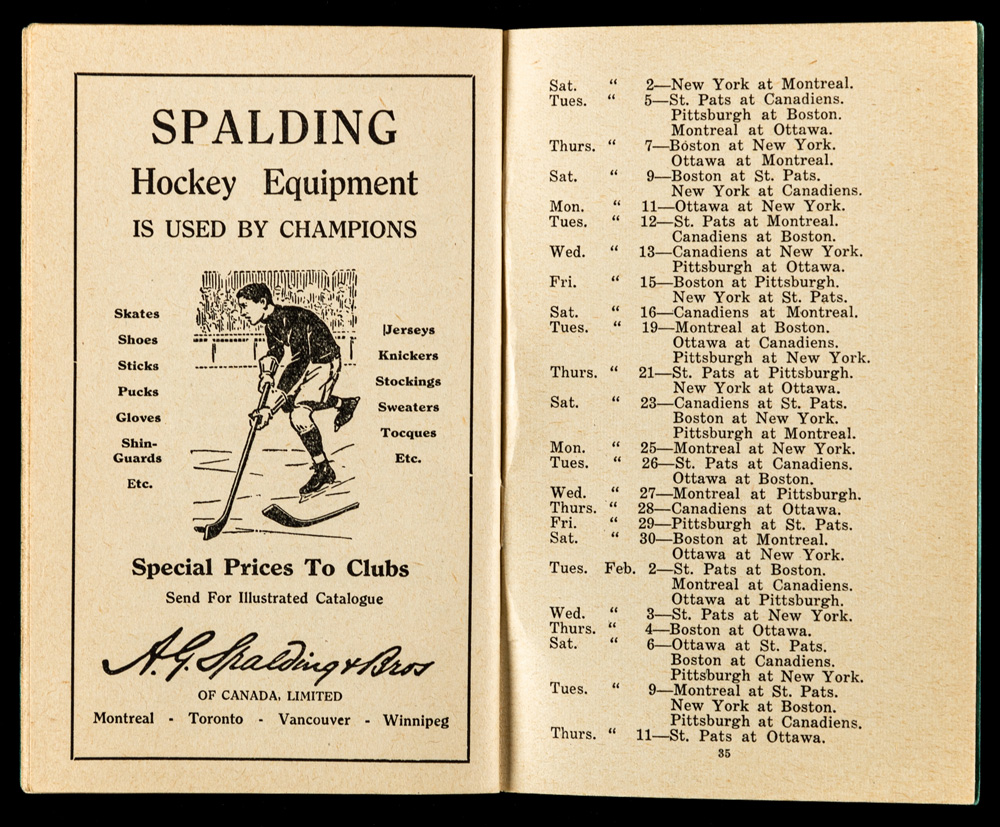 SPALDING
Hockey Equipment
IS USED BY CHAMPIONS
Skates
Shoes
Sticks
Pucks
Gloves
Shin-
Guards
Etc.
Jerseys
Knickers
Stockings
Sweaters
Tocques
Etc.
Special Prices To Clubs
Send For Illustrated Catalogue
A.G. Spalding & Bros
OF CANADA, LIMITED
Montreal - Toronto - Vancouver - Winnipeg
Sat. “ 2—New York at Montreal.
Tues. “ 5—St. Pats at Canadiens.
Pittsburgh at Boston.
Montreal at Ottawa.
Thurs. “ 7—Boston at New York.
Ottawa at Montreal.
Sat. “ 9—Boston at St. Pats.
New York at Canadiens.
Mon. “ 11—Ottawa at New York.
Tues. “ 12—St. Pats at Montreal.
Canadiens at Boston.
Wed. “ 13—Canadiens at New York.
Pittsburgh at Ottawa.
Fri. “ 15—Boston at Pittsburgh.
New York at St. Pats.
Sat. “ 16—Canadiens at Montreal.
Tues. “ 19—Montreal at Boston.
Ottawa at Canadiens.
Pittsburgh at New York.
Thurs. “ 21—St. Pats at Pittsburgh.
New York at Ottawa.
Sat. “ 23—Canadiens at St. Pats.
Boston at New York.
Pittsburgh at Montreal.
Mon. “ 25—Montreal at New York.
Tues. “ 26—St. Pats at Canadiens.
Ottawa at Boston.
Wed. “ 27—Montreal at Pittsburgh.
Thurs. “ 28—Canadiens at Ottawa.
Fri. “ 29—Pittsburgh at St. Pats.
Sat. “ 30—Boston at Montreal.
Ottawa at New York.
Tues. Feb. 2—St. Pats at Boston.
Montreal at Canadiens.
Ottawa at Pittsburgh.
Wed. “ 3—St. Pats at New York.
Thurs. “ 4—Boston at Ottawa.
Sat. “ 6—Ottawa at St. Pats.
Boston at Canadiens.
Pittsburgh at New York.
Tues. “ 9—Montreal at St. Pats.
New York at Boston.
Pittsburgh at Canadiens.
Thurs. “ 11—St. Pats at Ottawa.
35